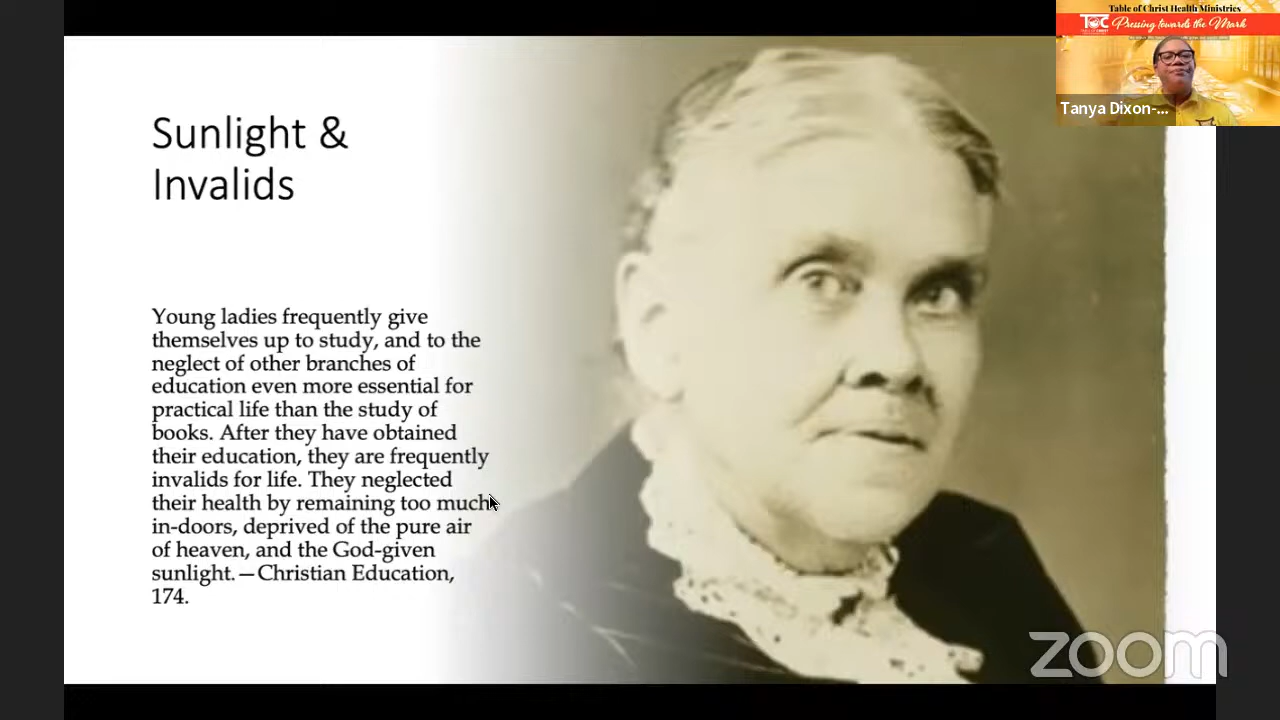 Table of Christ Health Ministries
TOC Pressing towards the Mark
Tanya Dixon-...
Sunlight &
Invalids
Young ladies frequently give
themselves up to study, and to the
neglect of other branches of
education even more essential for
practical life than the study of
books. After they have obtained
their education, they are frequently
invalids for life. They neglected
their health by remaining too much
in-doors, deprived of the pure air
of heaven, and the God-given
sunlight.—Christian Education,
174.
zoom